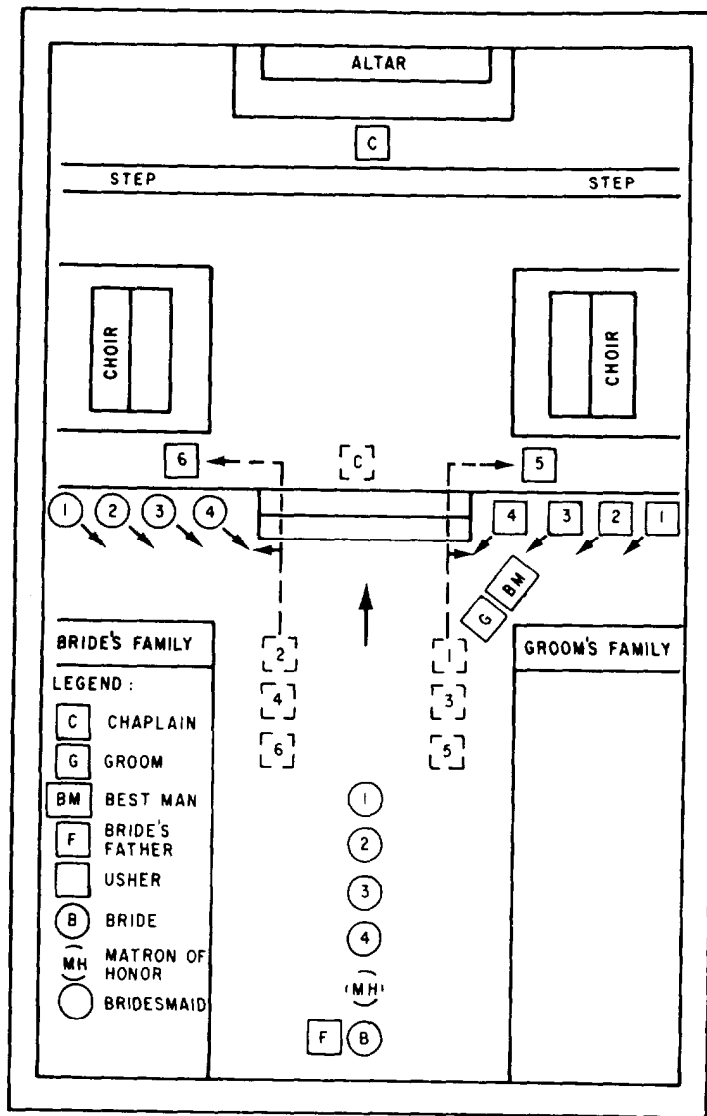 ALTAR
C
STEP STEP
CHOIR CHOIR
6 C 5
1 2 3 4 4 3 2 1
BM
G
BRIDE'S FAMILY 2 1 GROOM'S FAMILY
LEGEND :
4 3
C CHAPLAIN
6 5
G GROOM
BM BEST MAN 1
F BRIDE'S
FATHER
2
USHER
3
B BRIDE
4
MH MATRON OF
HONOR
MH
BRIDESMAID
F B